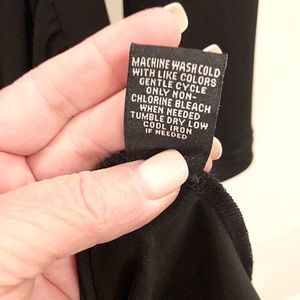 MACHINE WASH COLD
WITH LIKE COLORS
GENTLE CYCLE
ONLY NON-
CHLORINE BLEACH
WHEN NEEDED
TUMBLE DRY LOW
COOL IRON
IF NEEDED